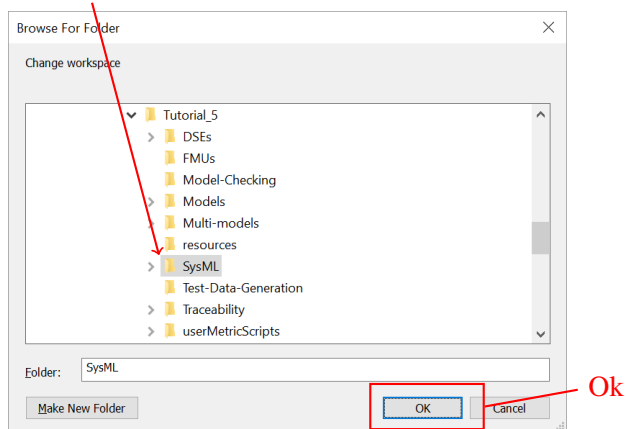 Browse For Folder
Change workspace
Tutorial_5
DSEs
FMUs
Model-Checking
Models
Multi-models
resources
SysML
Test-Data-Generation
Traceability
userMetricScripts
Folder: SysML
Ok
Make New Folder OK Cancel